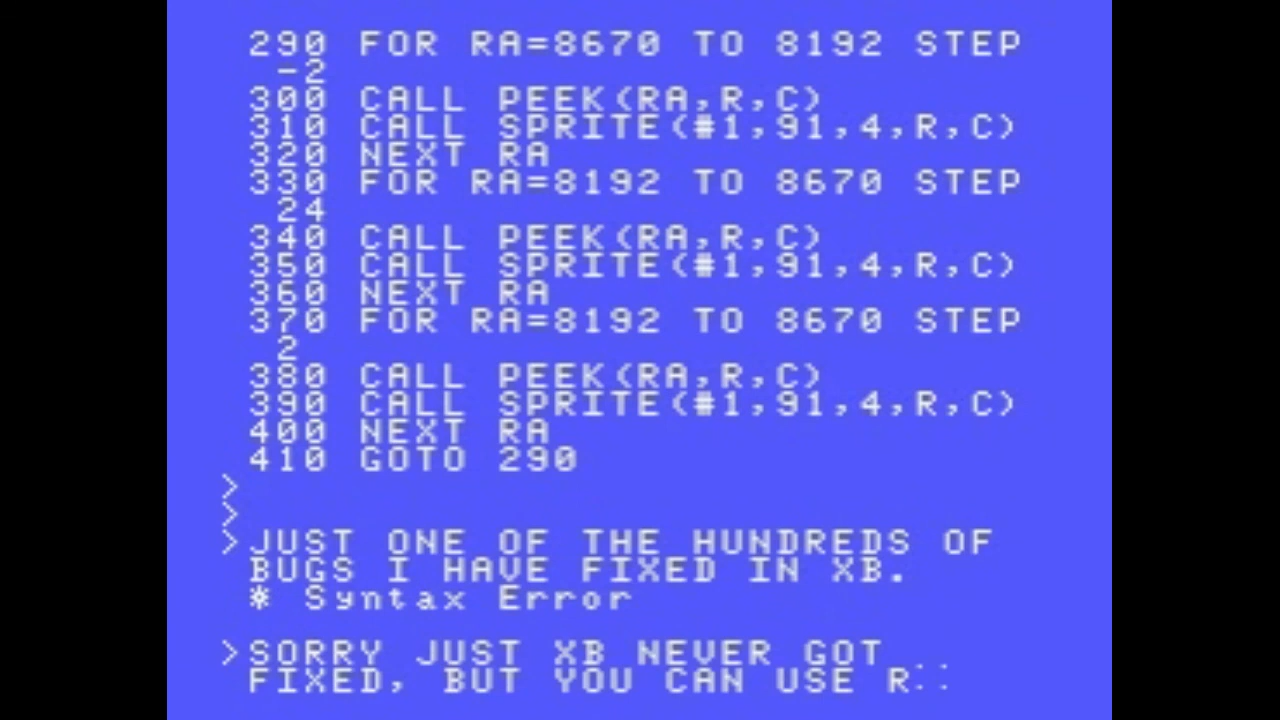 290 FOR RA=8670 TO 8192 STEP
-2
300 CALL PEEK(RA,R,C)
310 CALL SPRITE(#1,91,4,R,C)
320 NEXT RA
330 FOR RA=8192 TO 8670 STEP
24
340 CALL PEEK(RA,R,C)
350 CALL SPRITE(#1,91,4,R,C)
360 NEXT RA
370 FOR RA=8192 TO 8670 STEP
2
380 CALL PEEK(RA,R,C)
390 CALL SPRITE(#1,91,4,R,C)
400 NEXT RA
410 GOTO 290
>
>
>JUST ONE OF THE HUNDREDS OF
BUGS I HAVE FIXED IN XB.
* Syntax Error
>SORRY JUST XB NEVER GOT
FIXED, BUT YOU CAN USE R